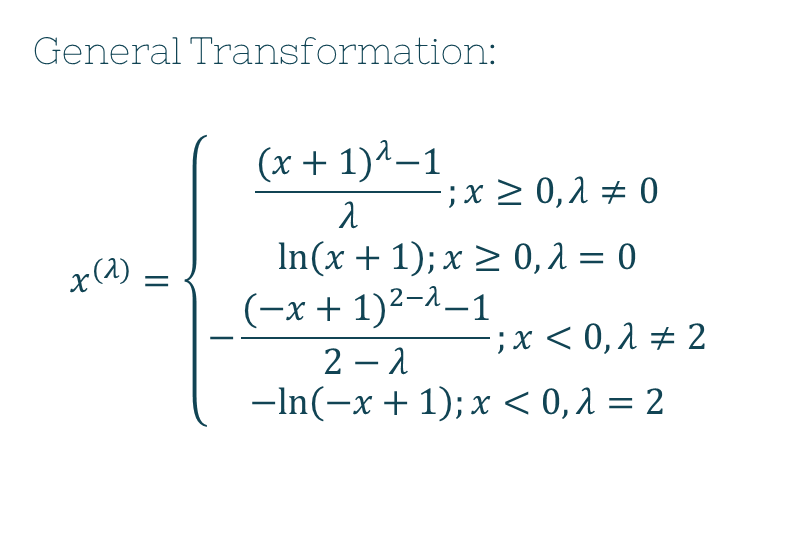 General Transformation:
x^(λ) = {
((x + 1)^λ−1)/λ ; x ≥ 0, λ ≠ 0
ln(x + 1); x ≥ 0, λ = 0
−((−x + 1)^(2−λ)−1)/(2 − λ) ; x < 0, λ ≠ 2
−ln(−x + 1); x < 0, λ = 2